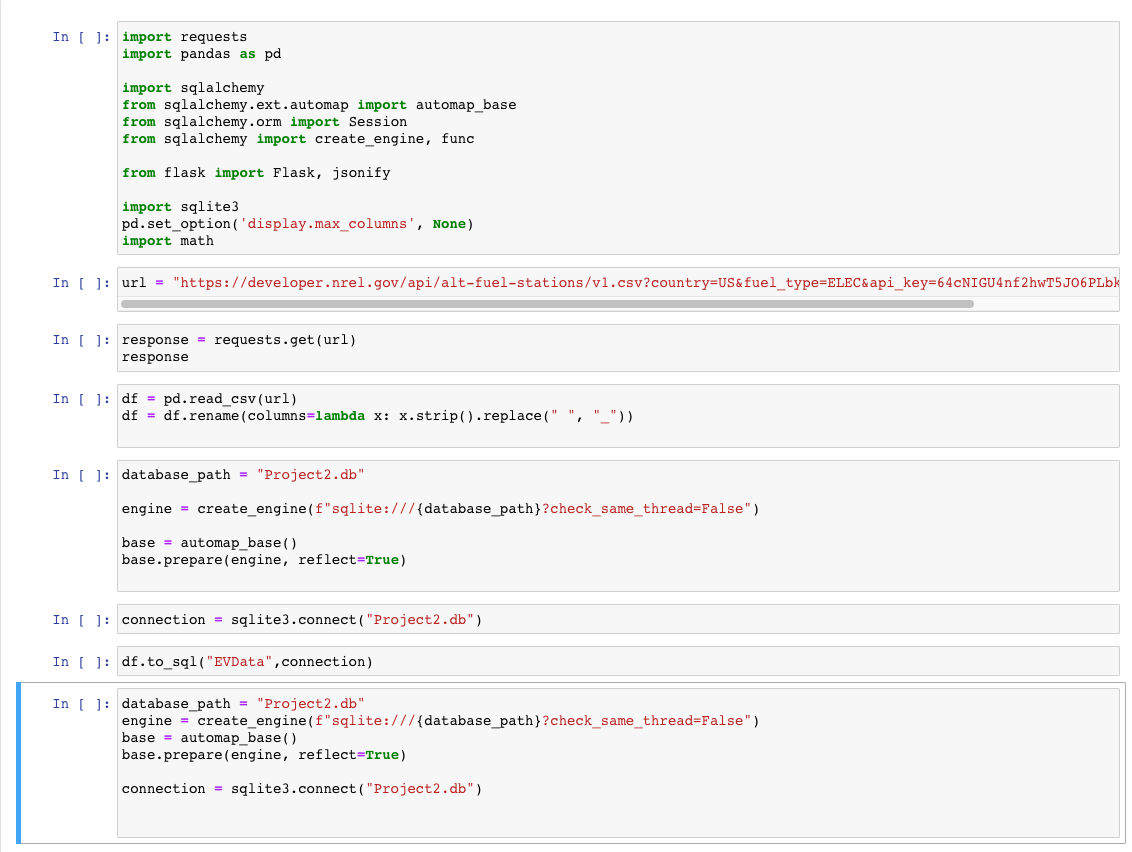 In [ ]: import requests
import pandas as pd
import sqlalchemy
from sqlalchemy.ext.automap import automap_base
from sqlalchemy.orm import Session
from sqlalchemy import create_engine, func
from flask import Flask, jsonify
import sqlite3
pd.set_option('display.max_columns', None)
import math
In [ ]: url = "https://developer.nrel.gov/api/alt-fuel-stations/v1.csv?country=US&fuel_type=ELEC&api_key=64cNIGU4nf2hwT5JO6PLbk
In [ ]: response = requests.get(url)
response
In [ ]: df = pd.read_csv(url)
df = df.rename(columns=lambda x: x.strip().replace(" ", "_"))
In [ ]: database_path = "Project2.db"
engine = create_engine(f"sqlite:///{database_path}?check_same_thread=False")
base = automap_base()
base.prepare(engine, reflect=True)
In [ ]: connection = sqlite3.connect("Project2.db")
In [ ]: df.to_sql("EVData",connection)
In [ ]: database_path = "Project2.db"
engine = create_engine(f"sqlite:///{database_path}?check_same_thread=False")
base = automap_base()
base.prepare(engine, reflect=True)
connection = sqlite3.connect("Project2.db")